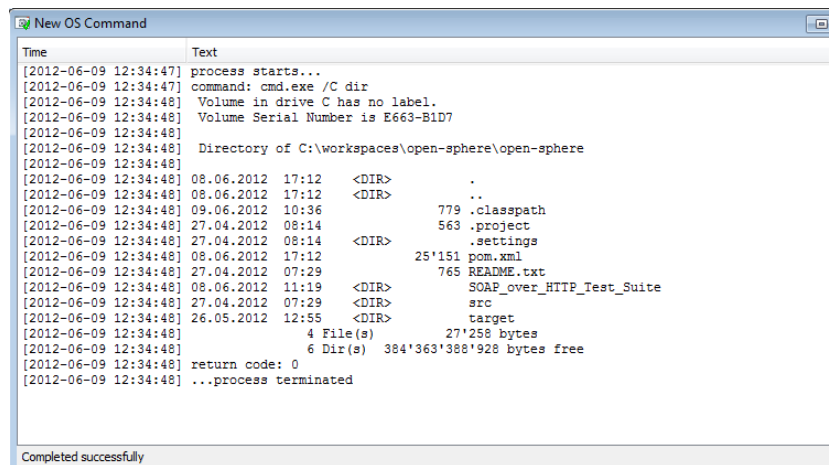 New OS Command
Time Text
[2012-06-09 12:34:47] process starts...
[2012-06-09 12:34:47] command: cmd.exe /C dir
[2012-06-09 12:34:48]  Volume in drive C has no label.
[2012-06-09 12:34:48]  Volume Serial Number is E663-B1D7
[2012-06-09 12:34:48]
[2012-06-09 12:34:48]  Directory of C:\workspaces\open-sphere\open-sphere
[2012-06-09 12:34:48]
[2012-06-09 12:34:48] 08.06.2012  17:12    <DIR>          .
[2012-06-09 12:34:48] 08.06.2012  17:12    <DIR>          ..
[2012-06-09 12:34:48] 09.06.2012  10:36               779 .classpath
[2012-06-09 12:34:48] 27.04.2012  08:14               563 .project
[2012-06-09 12:34:48] 27.04.2012  08:14    <DIR>          .settings
[2012-06-09 12:34:48] 08.06.2012  17:12            25'151 pom.xml
[2012-06-09 12:34:48] 27.04.2012  07:29               765 README.txt
[2012-06-09 12:34:48] 08.06.2012  11:19    <DIR>          SOAP_over_HTTP_Test_Suite
[2012-06-09 12:34:48] 27.04.2012  07:29    <DIR>          src
[2012-06-09 12:34:48] 26.05.2012  12:55    <DIR>          target
[2012-06-09 12:34:48]                4 File(s)         27'258 bytes
[2012-06-09 12:34:48]                6 Dir(s)  384'363'388'928 bytes free
[2012-06-09 12:34:48] return code: 0
[2012-06-09 12:34:48] ...process terminated
Completed successfully